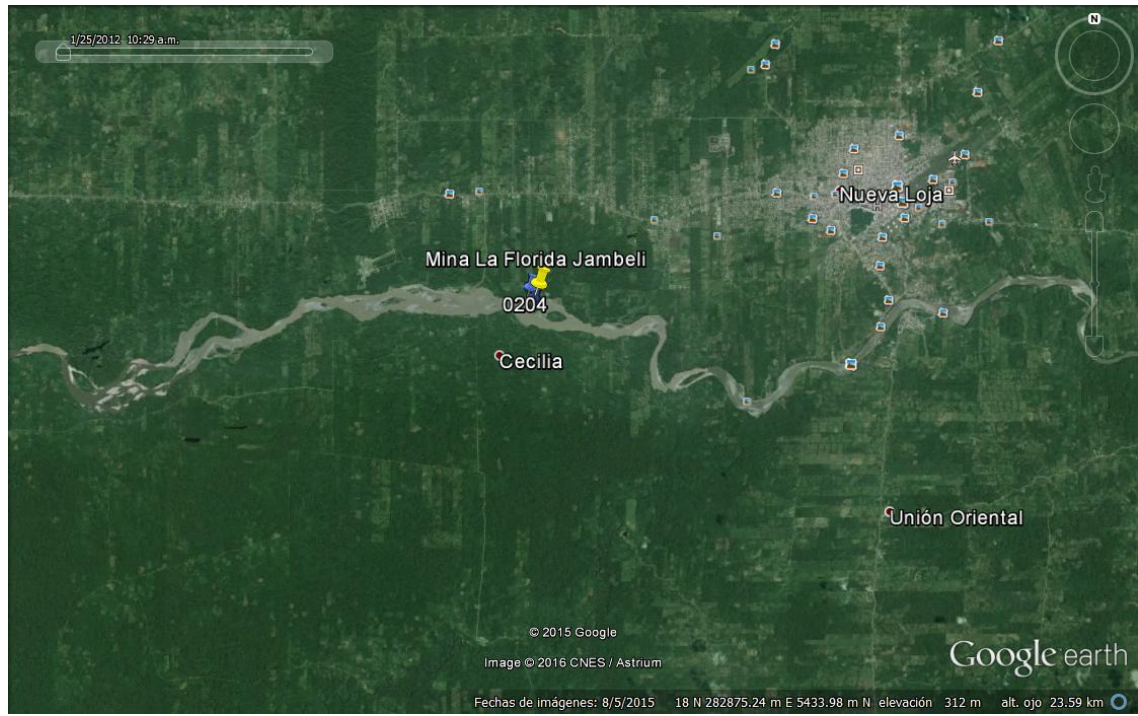 1/25/2012 10:29 a.m.
N
Nueva Loja
Mina La Florida Jambeli
0204
Cecilia
Unión Oriental
© 2015 Google
Image © 2016 CNES / Astrium
Google earth
Fechas de imágenes: 8/5/2015 18 N 282875.24 m E 5433.98 m N elevación 312 m alt. ojo 23.59 km